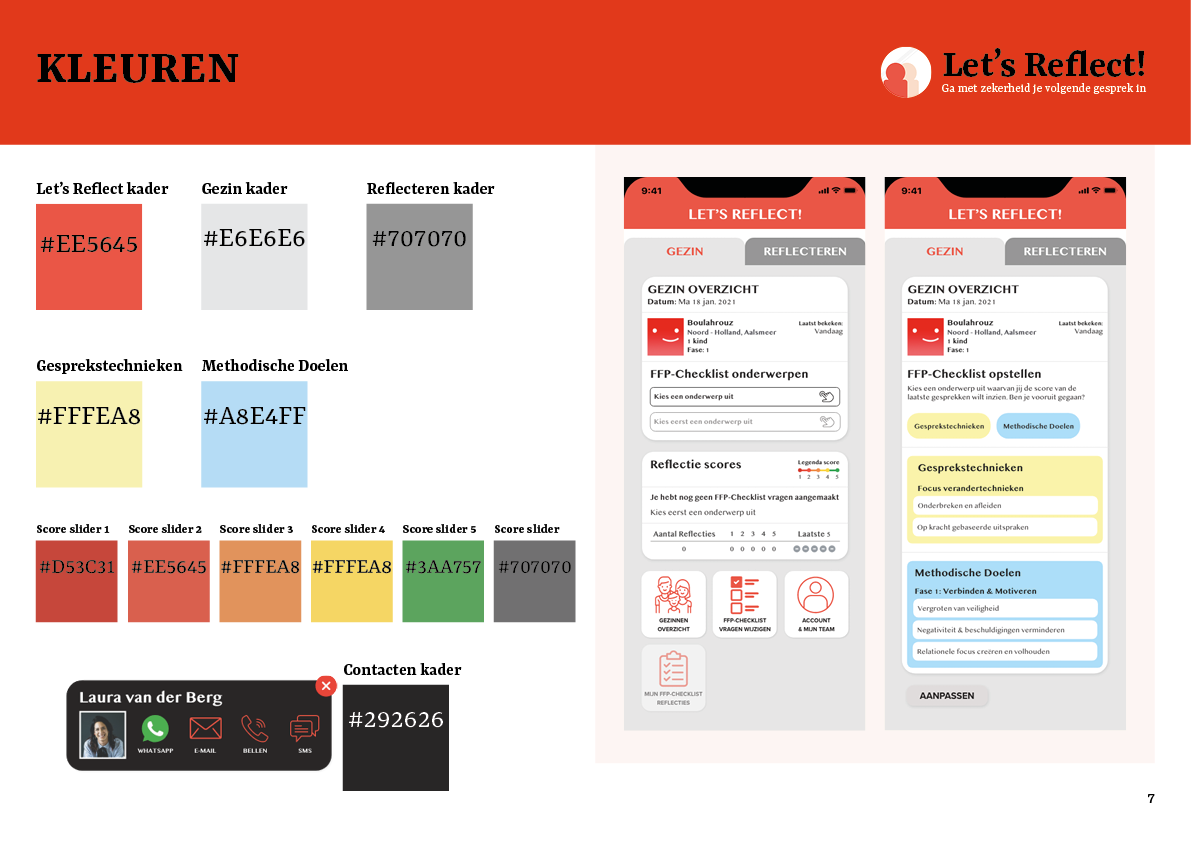 KLEUREN
Let's Reflect!
Ga met zekerheid je volgende gesprek in
Let's Reflect kader
Gezin kader
Reflecteren kader
#EE5645
#E6E6E6
#707070
Gesprekstechnieken
Methodische Doelen
#FFFEA8
#A8E4FF
Score slider 1
Score slider 2
Score slider 3
Score slider 4
Score slider 5
Score slider
#D53C31
#EE5645
#FFFEA8
#FFFEA8
#3AA757
#707070
Contacten kader
#292626
Laura van der Berg
WHATSAPP
E-MAIL
BELLEN
SMS
9:41
LET'S REFLECT!
GEZIN
REFLECTEREN
GEZIN OVERZICHT
Datum: Ma 18 jan. 2021
Boulahrouz
Noord - Holland, Aalsmeer
1 kind
Fase: 1
Laatst bekeken:
Vandaag
FFP-Checklist onderwerpen
Kies een onderwerp uit
Kies eerst een onderwerp uit
Reflectie scores
Legenda score
1 2 3 4 5
Je hebt nog geen FFP-Checklist vragen aangemaakt
Kies eerst een onderwerp uit
Aantal Reflecties 1 2 3 4 5 Laatste 5
0 0 0 0 0 0
GEZINNEN
OVERZICHT
FFP-CHECKLIST
VRAGEN WIJZIGEN
ACCOUNT
& MIJN TEAM
MIJN FFP-CHECKLIST
REFLECTIES
9:41
LET'S REFLECT!
GEZIN
REFLECTEREN
GEZIN OVERZICHT
Datum: Ma 18 jan. 2021
Boulahrouz
Noord - Holland, Aalsmeer
1 kind
Fase: 1
Laatst bekeken:
Vandaag
FFP-Checklist opstellen
Kies een onderwerp uit waarvan jij de score van de
laatste gesprekken wilt inzien. Ben je vooruit gegaan?
Gesprekstechnieken
Methodische Doelen
Gesprekstechnieken
Focus verandertechnieken
Onderbreken en afleiden
Op kracht gebaseerde uitspraken
Methodische Doelen
Fase 1: Verbinden & Motiveren
Vergroten van veiligheid
Negativiteit & beschuldigingen verminderen
Relationele focus creëren en volhouden
AANPASSEN
7